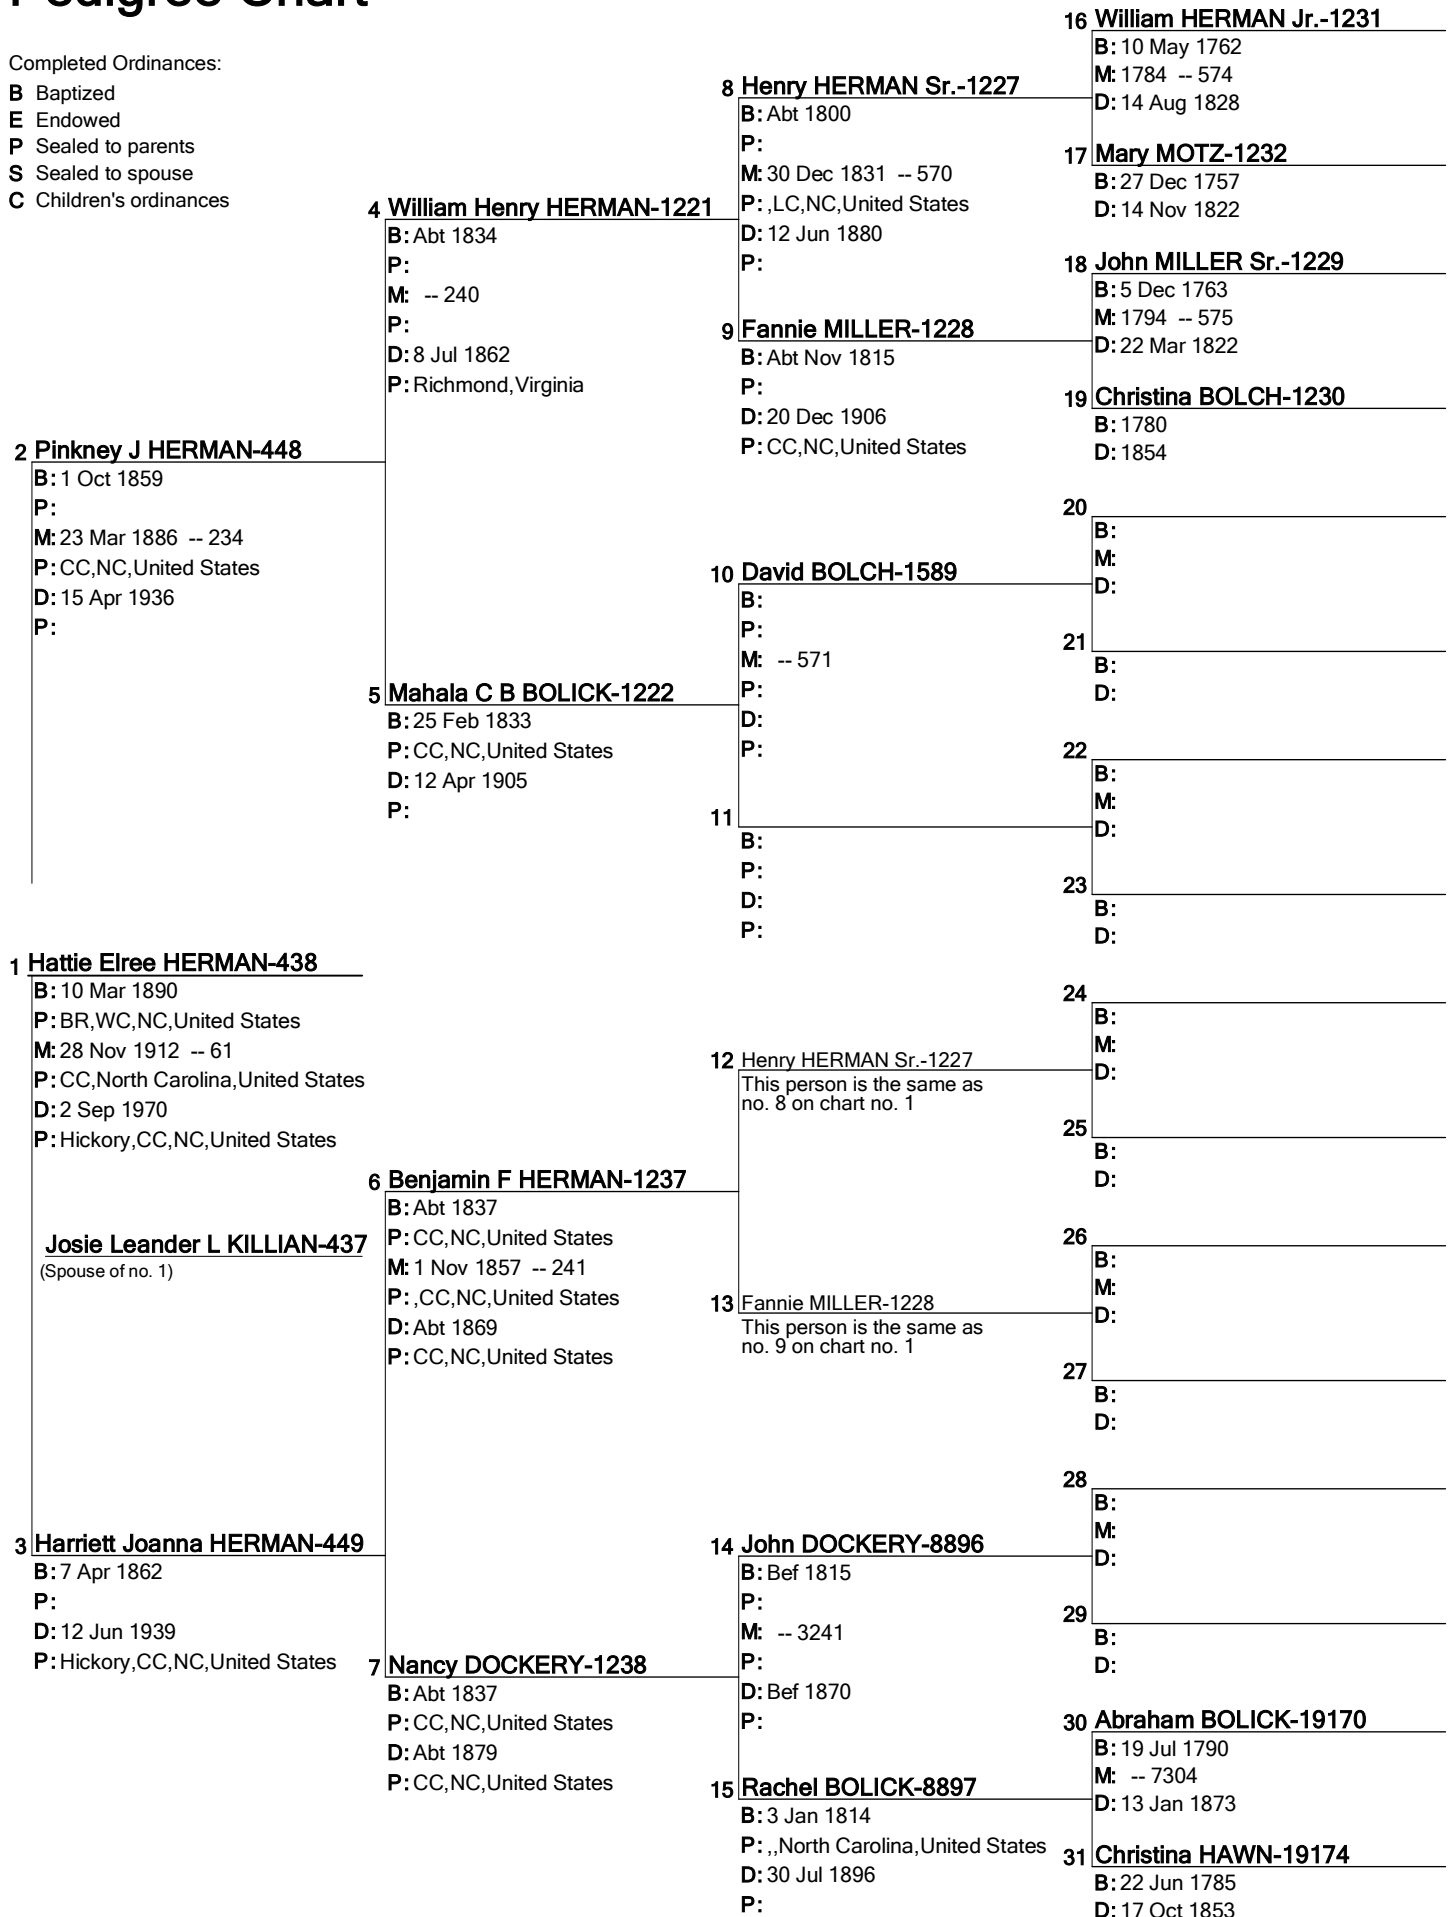 Pedigree Chart
Completed Ordinances:
B Baptized
E Endowed
P Sealed to parents
S Sealed to spouse
C Children's ordinances
16 William HERMAN Jr.-1231
B: 10 May 1762
M: 1784 -- 574
D: 14 Aug 1828
8 Henry HERMAN Sr.-1227
B: Abt 1800
P:
M: 30 Dec 1831 -- 570
P: ,LC,NC,United States
D: 12 Jun 1880
P:
17 Mary MOTZ-1232
B: 27 Dec 1757
D: 14 Nov 1822
4 William Henry HERMAN-1221
B: Abt 1834
P:
M: -- 240
P:
D: 8 Jul 1862
P: Richmond,Virginia
18 John MILLER Sr.-1229
B: 5 Dec 1763
M: 1794 -- 575
D: 22 Mar 1822
9 Fannie MILLER-1228
B: Abt Nov 1815
P:
D: 20 Dec 1906
P: CC,NC,United States
19 Christina BOLCH-1230
B: 1780
D: 1854
2 Pinkney J HERMAN-448
B: 1 Oct 1859
P:
M: 23 Mar 1886 -- 234
P: CC,NC,United States
D: 15 Apr 1936
P:
20
B:
M:
D:
10 David BOLCH-1589
B:
P:
M: -- 571
P:
D:
P:
21
B:
D:
5 Mahala C B BOLICK-1222
B: 25 Feb 1833
P: CC,NC,United States
D: 12 Apr 1905
P:
22
B:
M:
D:
11
B:
P:
D:
P:
23
B:
D:
1 Hattie Elree HERMAN-438
B: 10 Mar 1890
P: BR,WC,NC,United States
M: 28 Nov 1912 -- 61
P: CC,North Carolina,United States
D: 2 Sep 1970
P: Hickory,CC,NC,United States
24
B:
M:
D:
12 Henry HERMAN Sr.-1227
This person is the same as
no. 8 on chart no. 1
25
B:
D:
6 Benjamin F HERMAN-1237
B: Abt 1837
P: CC,NC,United States
M: 1 Nov 1857 -- 241
P: ,CC,NC,United States
D: Abt 1869
P: CC,NC,United States
Josie Leander L KILLIAN-437
(Spouse of no. 1)
26
B:
M:
D:
13 Fannie MILLER-1228
This person is the same as
no. 9 on chart no. 1
27
B:
D:
28
B:
M:
D:
3 Harriett Joanna HERMAN-449
B: 7 Apr 1862
P:
D: 12 Jun 1939
P: Hickory,CC,NC,United States
14 John DOCKERY-8896
B: Bef 1815
P:
M: -- 3241
P:
D: Bef 1870
P:
29
B:
D:
7 Nancy DOCKERY-1238
B: Abt 1837
P: CC,NC,United States
D: Abt 1879
P: CC,NC,United States
30 Abraham BOLICK-19170
B: 19 Jul 1790
M: -- 7304
D: 13 Jan 1873
15 Rachel BOLICK-8897
B: 3 Jan 1814
P: ,,North Carolina,United States
D: 30 Jul 1896
P:
31 Christina HAWN-19174
B: 22 Jun 1785
D: 17 Oct 1853